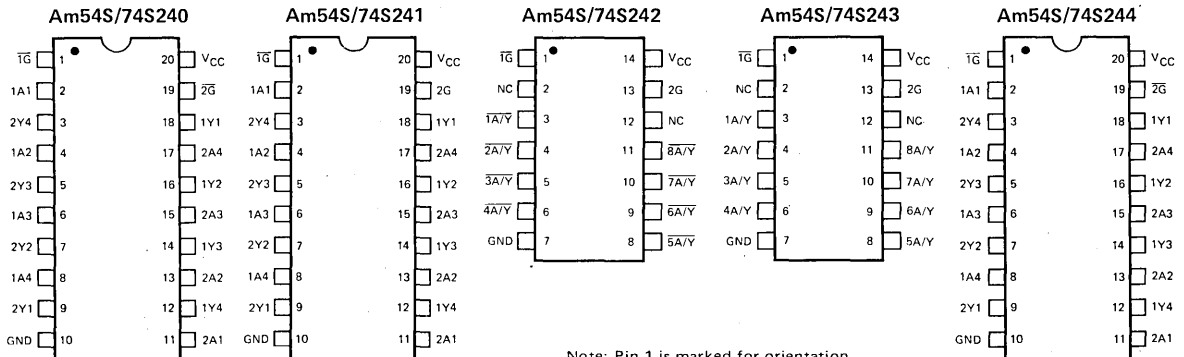 Am54S/74S240 Am54S/74S241 Am54S/74S242 Am54S/74S243 Am54S/74S244
1G̅ 1 20 VCC 1G̅ 1 20 VCC 1G̅ 1 14 VCC 1G̅ 1 14 VCC 1G̅ 1 20 VCC
1A1 2 19 2G̅ 1A1 2 19 2G NC 2 13 2G NC 2 13 2G 1A1 2 19 2G̅
2Y4 3 18 1Y1 2Y4 3 18 1Y1 1A/Y 3 12 NC 1A/Y 3 12 NC 2Y4 3 18 1Y1
1A2 4 17 2A4 1A2 4 17 2A4 2A/Y 4 11 8A/Y 2A/Y 4 11 8A/Y 1A2 4 17 2A4
2Y3 5 16 1Y2 2Y3 5 16 1Y2 3A/Y 5 10 7A/Y 3A/Y 5 10 7A/Y 2Y3 5 16 1Y2
1A3 6 15 2A3 1A3 6 15 2A3 4A/Y 6 9 6A/Y 4A/Y 6 9 6A/Y 1A3 6 15 2A3
2Y2 7 14 1Y3 2Y2 7 14 1Y3 GND 7 8 5A/Y GND 7 8 5A/Y 2Y2 7 14 1Y3
1A4 8 13 2A2 1A4 8 13 2A2 1A4 8 13 2A2
2Y1 9 12 1Y4 2Y1 9 12 1Y4 2Y1 9 12 1Y4
GND 10 11 2A1 GND 10 11 2A1 GND 10 11 2A1
Note: Pin 1 is marked for orientation